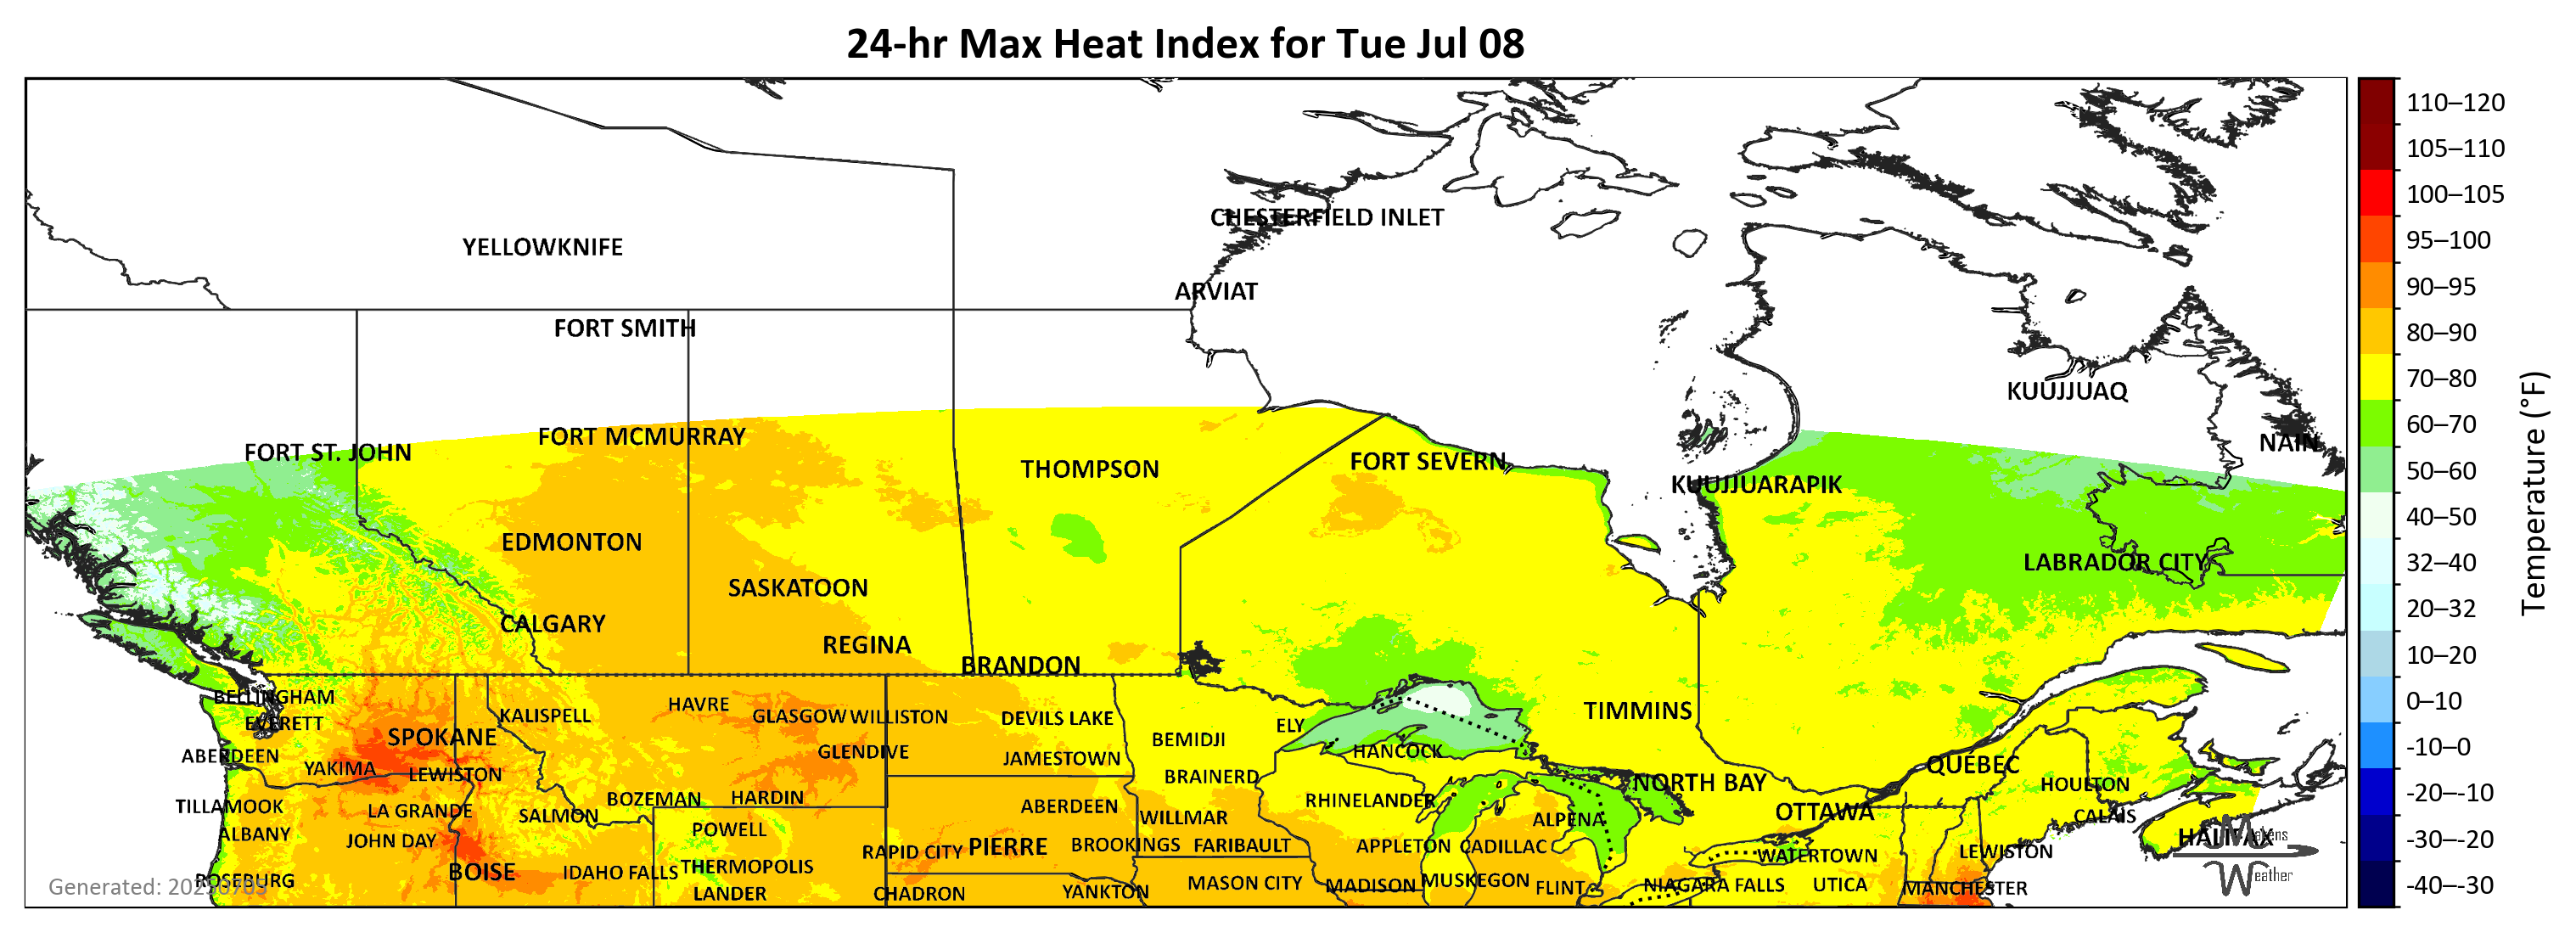 24-hr Max Heat Index for Tue Jul 08
110–120
105–110
100–105
95–100
90–95
80–90
70–80
60–70
50–60
40–50
32–40
20–32
10–20
0–10
-10–0
-20–-10
-30–-20
-40–-30
Temperature (°F)
CHESTERFIELD INLET
YELLOWKNIFE
ARVIAT
FORT SMITH
KUUJJUAQ
FORT MCMURRAY
NAIN
FORT ST. JOHN
FORT SEVERN
THOMPSON
KUUJJUARAPIK
EDMONTON
LABRADOR CITY
SASKATOON
CALGARY
REGINA
BRANDON
BELLINGHAM
HAVRE
TIMMINS
KALISPELL
GLASGOW
WILLISTON
DEVILS LAKE
EVERETT
ELY
SPOKANE
BEMIDJI
HANCOCK
GLENDIVE
ABERDEEN
JAMESTOWN
QUÉBEC
YAKIMA
LEWISTON
BRAINERD
NORTH BAY
HOULTON
BOZEMAN
HARDIN
RHINELANDER
TILLAMOOK
LA GRANDE
ABERDEEN
OTTAWA
SALMON
CALAIS
WILLMAR
ALPENA
POWELL
ALBANY
HALIFAX
JOHN DAY
BROOKINGS
FARIBAULT
APPLETON
CADILLAC
PIERRE
RAPID CITY
LEWISTON
WATERTOWN
THERMOPOLIS
BOISE
IDAHO FALLS
MUSKEGON
ROSEBURG
MASON CITY
MADISON
FLINT
NIAGARA FALLS
UTICA
MANCHESTER
LANDER
CHADRON
YANKTON
Makens
Weather
Generated: 20250705